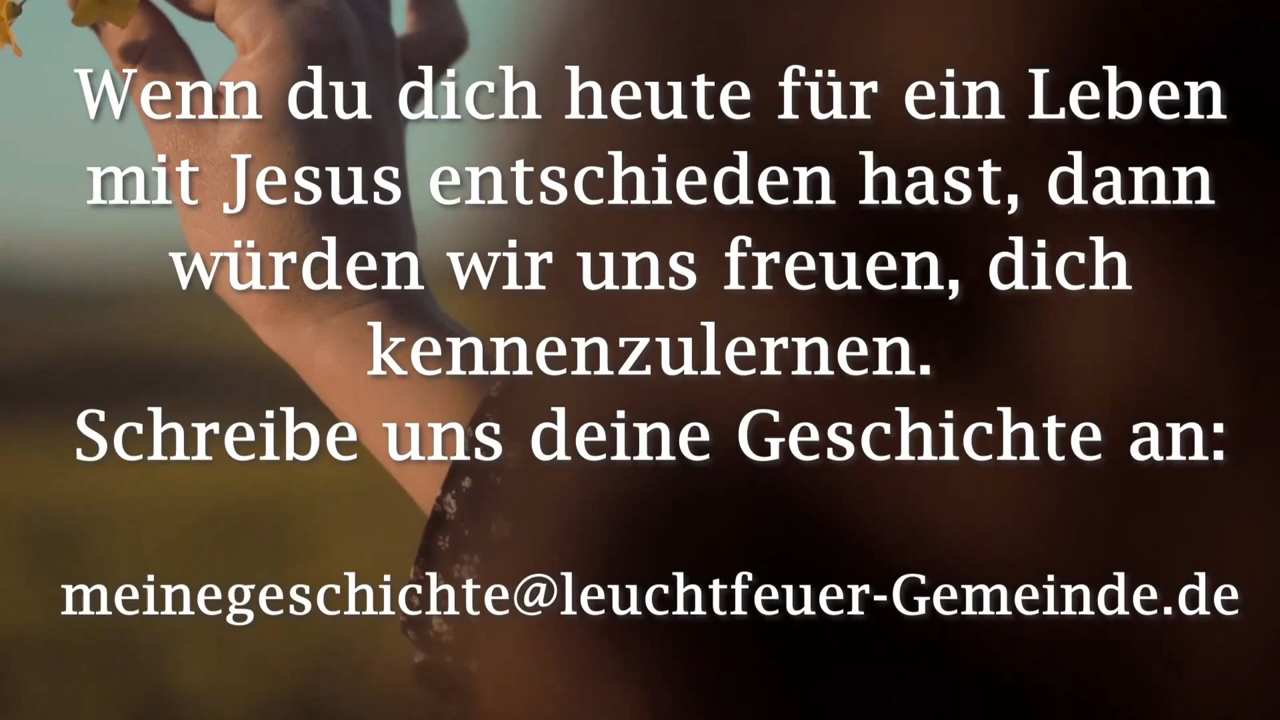 Wenn du dich heute für ein Leben
mit Jesus entschieden hast, dann
würden wir uns freuen, dich
kennenzulernen.
Schreibe uns deine Geschichte an:
meinegeschichte@leuchtfeuer-Gemeinde.de